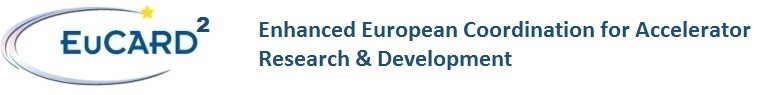 EuCARD²
Enhanced European Coordination for Accelerator
Research & Development